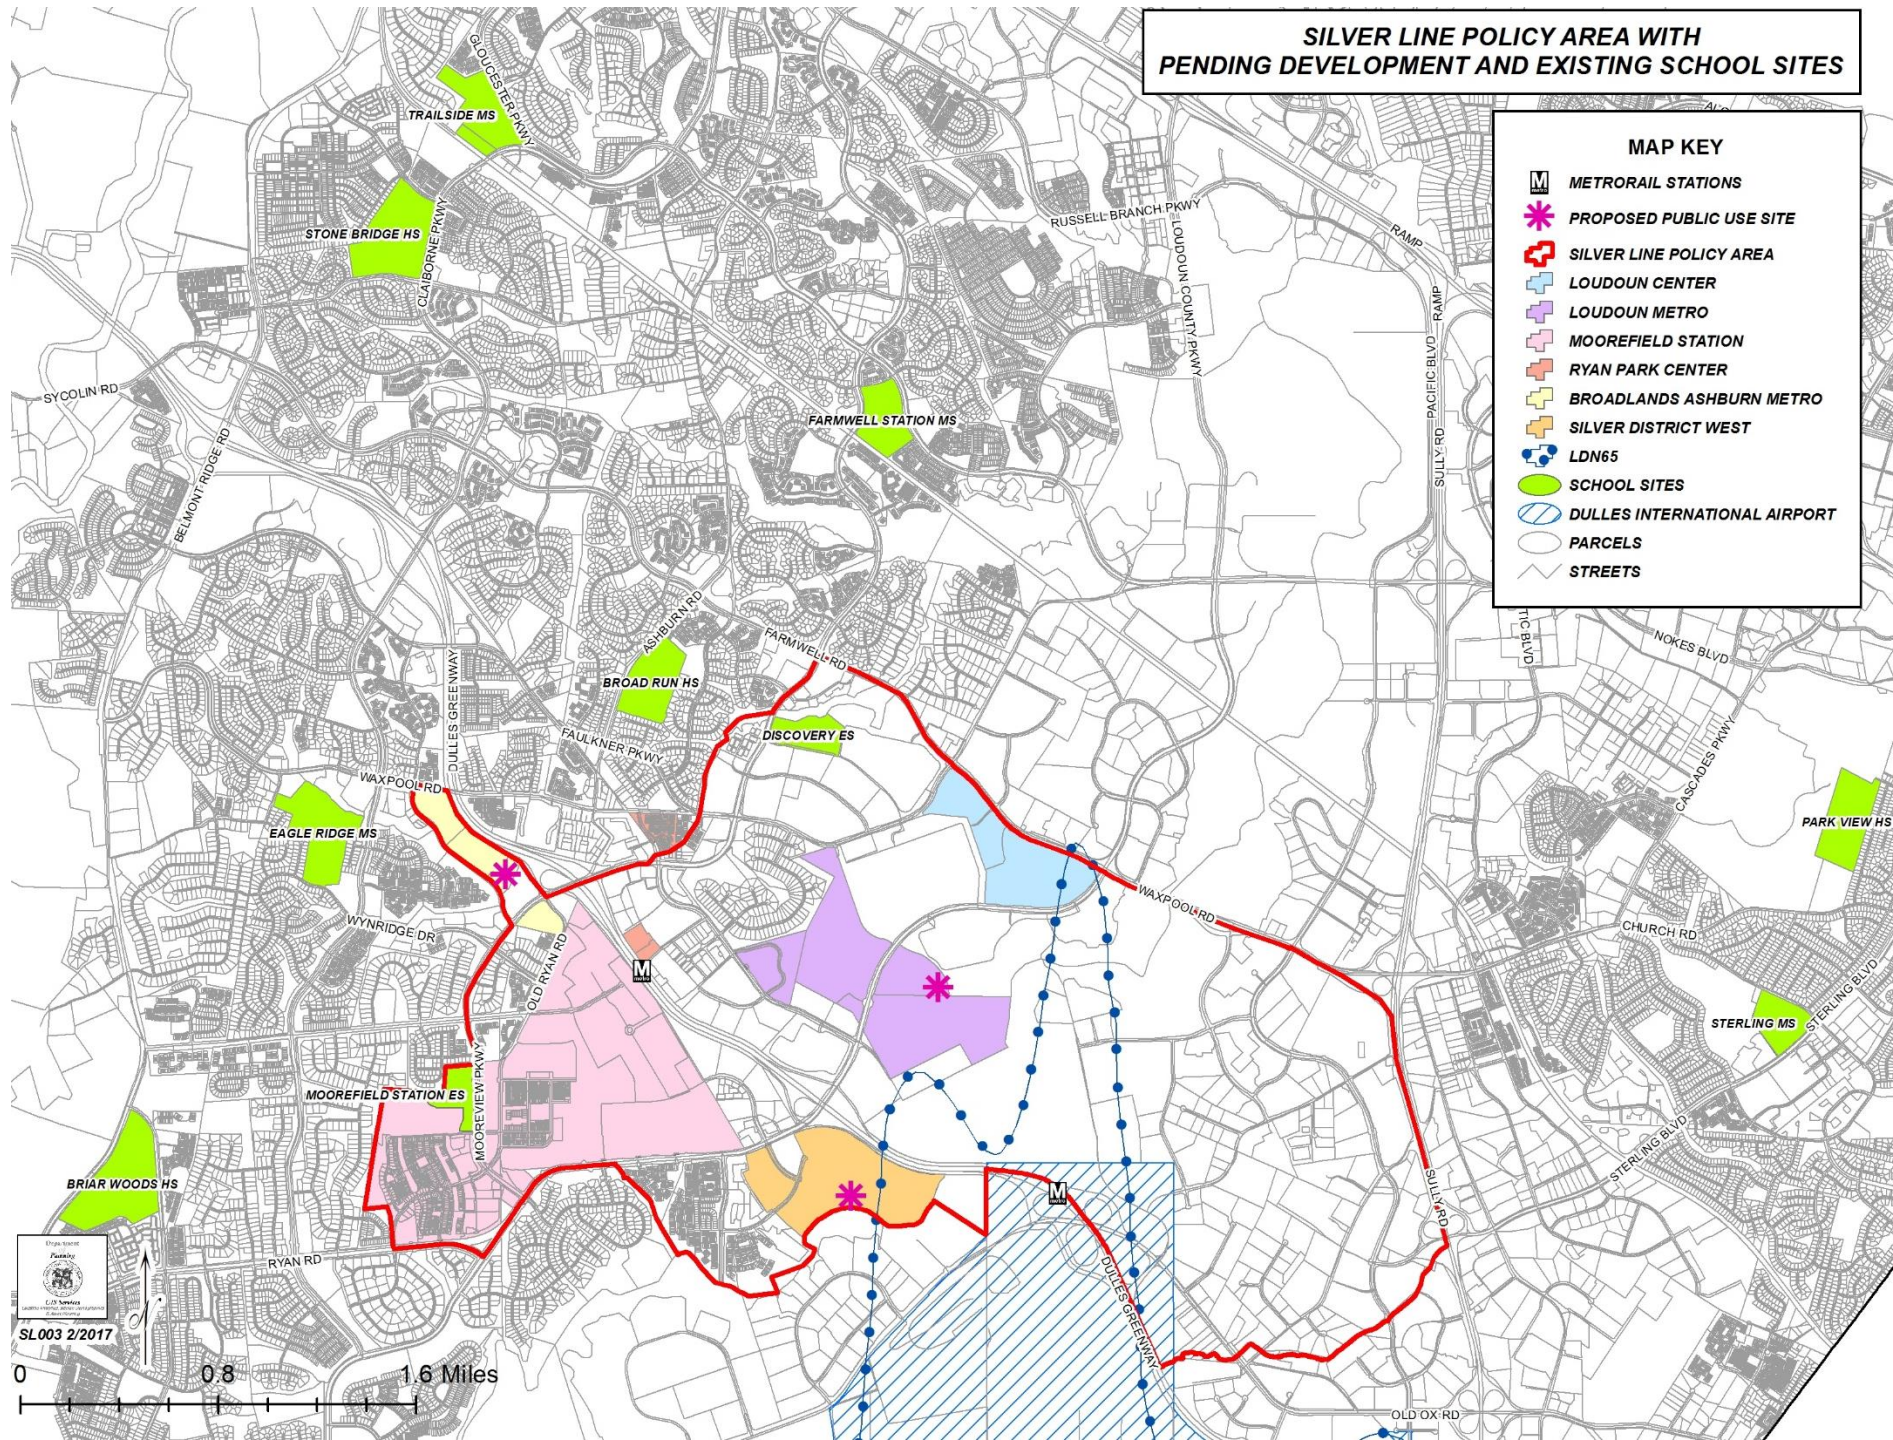 SILVER LINE POLICY AREA WITH
PENDING DEVELOPMENT AND EXISTING SCHOOL SITES
MAP KEY
M
metro
METRORAIL STATIONS
PROPOSED PUBLIC USE SITE
SILVER LINE POLICY AREA
LOUDOUN CENTER
LOUDOUN METRO
MOOREFIELD STATION
RYAN PARK CENTER
BROADLANDS ASHBURN METRO
SILVER DISTRICT WEST
LDN65
SCHOOL SITES
DULLES INTERNATIONAL AIRPORT
PARCELS
STREETS
GLOUCESTER PKWY
TRAILSIDE MS
STONE BRIDGE HS
CLAIBORNE PKWY
RUSSELL BRANCH PKWY
LOUDOUN COUNTY PKWY
RAMP
RAMP
PACIFIC BLVD
SULLY RD
SYCOLIN RD
BELMONT RIDGE RD
FARMWELL STATION MS
ASHBURN RD
FARMWELL RD
NOKES BLVD
BROAD RUN HS
DULLES GREENWAY
FAULKNER PKWY
DISCOVERY ES
CASCADES PKWY
WAXPOOL RD
EAGLE RIDGE MS
PARK VIEW HS
WAXPOOL RD
WYNRIDGE DR
OLD RYAN RD
CHURCH RD
M
metro
STERLING MS
STERLING BLVD
MOOREFIELD STATION ES
MOOREVIEW PKWY
STERLING BLVD
BRIAR WOODS HS
M
metro
SULLY RD
RYAN RD
DULLES GREENWAY
Department
Planning
GIS Services
N
SL003 2/2017
0 0.8 1.6 Miles
OLD OX RD